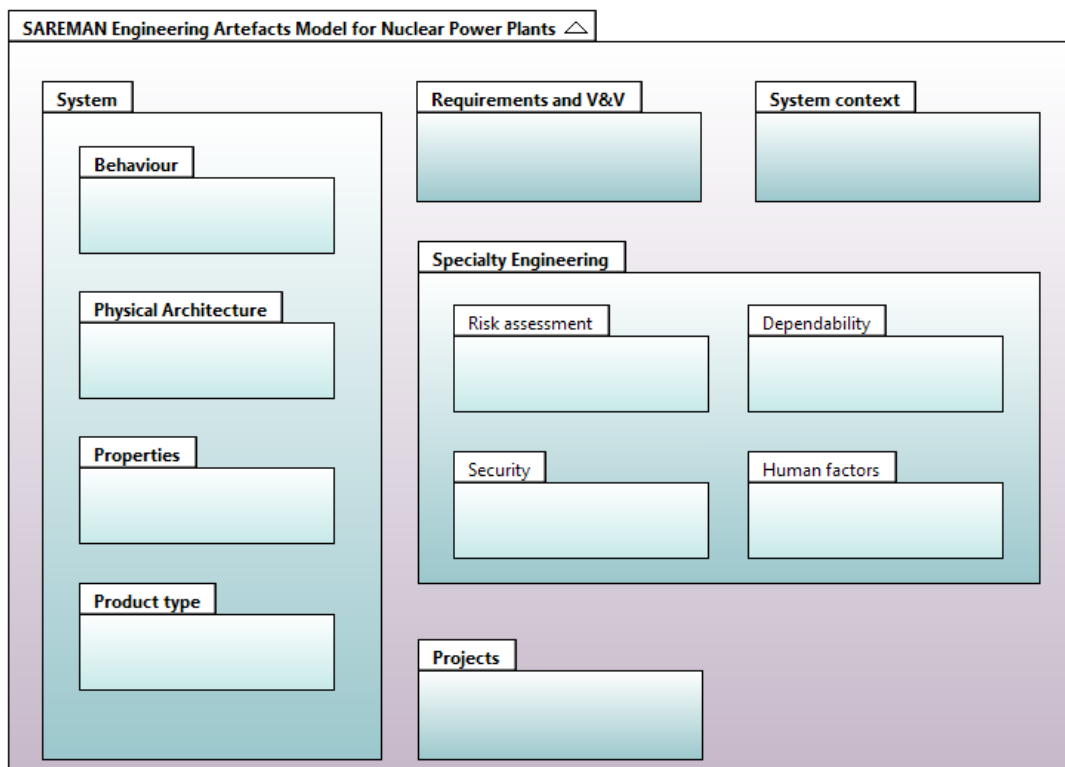 SAREMAN Engineering Artefacts Model for Nuclear Power Plants
System
Behaviour
Physical Architecture
Properties
Product type
Requirements and V&V
System context
Specialty Engineering
Risk assessment
Dependability
Security
Human factors
Projects